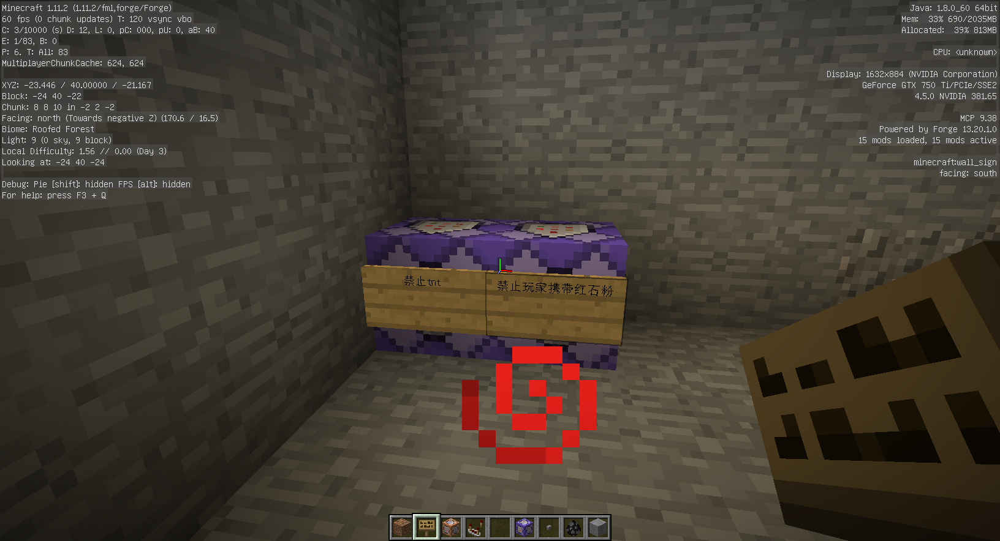 Minecraft 1.11.2 (1.11.2/fml,forge/Forge)
60 fps (0 chunk updates) T: 120 vsync vbo
C: 3/10000 (s) D: 12, L: 0, pC: 000, pU: 0, aB: 40
E: 1/83, B: 0
P: 6. T: All: 83
MultiplayerChunkCache: 624, 624
XYZ: -23.446 / 40.00000 / -21.167
Block: -24 40 -22
Chunk: 8 8 10 in -2 2 -2
Facing: north (Towards negative Z) (170.6 / 16.5)
Biome: Roofed Forest
Light: 9 (0 sky, 9 block)
Local Difficulty: 1.56 // 0.00 (Day 3)
Looking at: -24 40 -24
Debug: Pie [shift]: hidden FPS [alt]: hidden
For help: press F3 + Q
Java: 1.8.0_60 64bit
Mem: 33% 690/2035MB
Allocated: 39% 813MB
CPU: <unknown>
Display: 1632x884 (NVIDIA Corporation)
GeForce GTX 750 Ti/PCIe/SSE2
4.5.0 NVIDIA 381.65
MCP 9.38
Powered by Forge 13.20.1.0
15 mods loaded, 15 mods active
minecraft:wall_sign
facing: south
禁止tnt
禁止玩家携带红石粉